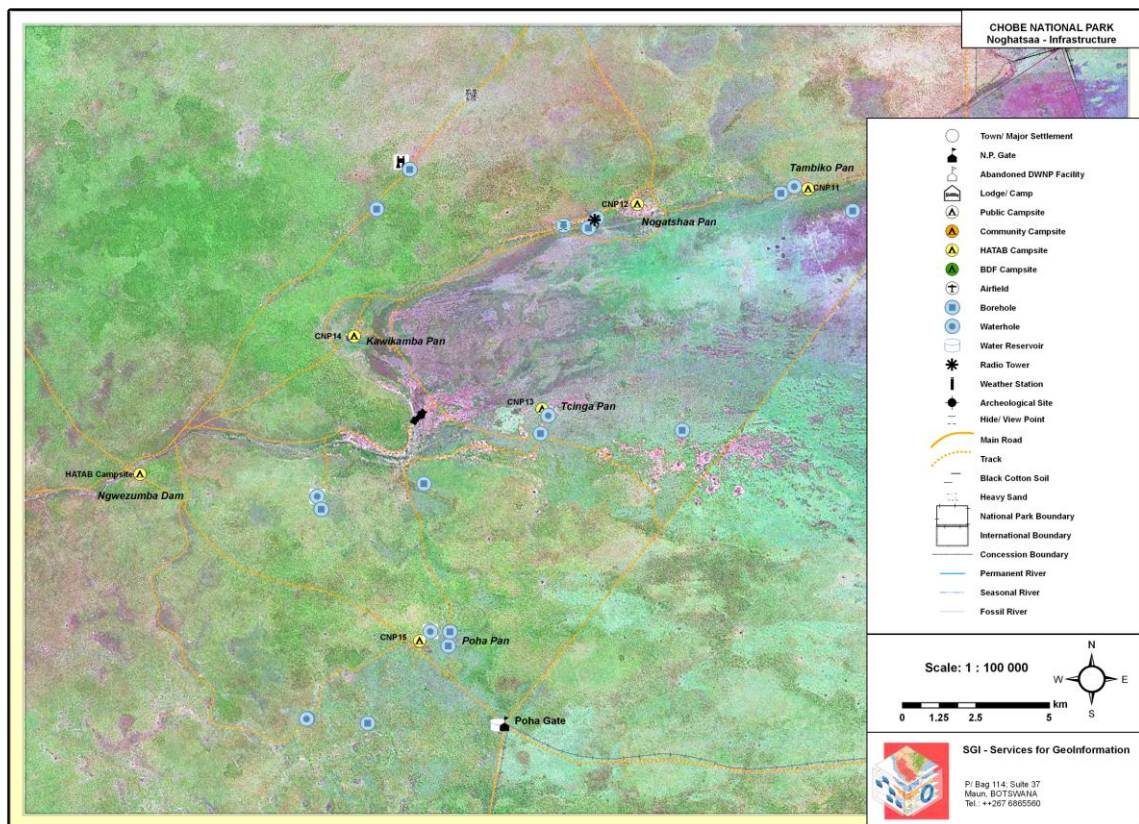 CHOBE NATIONAL PARK
Noghatsaa - Infrastructure
Tambiko Pan
CNP11
CNP12
Nogatshaa Pan
CNP14
Kawikamba Pan
CNP13
Tcinga Pan
HATAB Campsite
Ngwezumba Dam
CNP15
Poha Pan
Poha Gate
Town/ Major Settlement
N.P. Gate
Abandoned DWNP Facility
Lodge/ Camp
Public Campsite
Community Campsite
HATAB Campsite
BDF Campsite
Airfield
Borehole
Waterhole
Water Reservoir
Radio Tower
Weather Station
Archeological Site
Hide/ View Point
Main Road
Track
Black Cotton Soil
Heavy Sand
National Park Boundary
International Boundary
Concession Boundary
Permanent River
Seasonal River
Fossil River
Scale: 1 : 100 000
N
W E
S
km
0 1.25 2.5 5
SGI - Services for GeoInformation
P/ Bag 114; Suite 37
Maun, BOTSWANA
Tel.: ++267 6865560